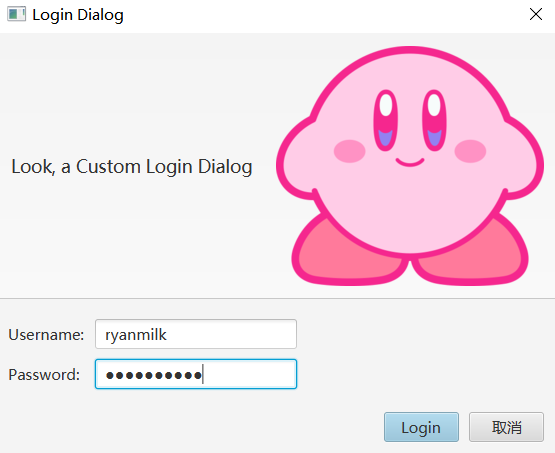 Login Dialog
Look, a Custom Login Dialog
Username: ryanmilk
Password: ●●●●●●●●●●
Login 取消